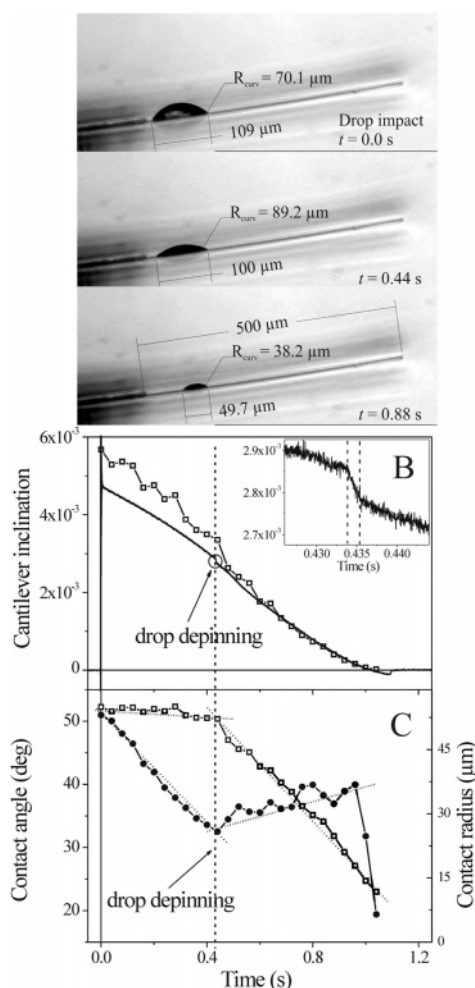 R_curv = 70.1 µm
109 µm
Drop impact
t = 0.0 s
R_curv = 89.2 µm
100 µm
t = 0.44 s
500 µm
R_curv = 38.2 µm
49.7 µm
t = 0.88 s
B
Cantilever inclination
6x10⁻³
4x10⁻³
2x10⁻³
0
drop depinning
2.9x10⁻³
2.8x10⁻³
2.7x10⁻³
0.430 0.435 0.440
Time (s)
C
Contact angle (deg)
50
40
30
20
Contact radius (µm)
45
30
15
0
drop depinning
0.0 0.4 0.8 1.2
Time (s)